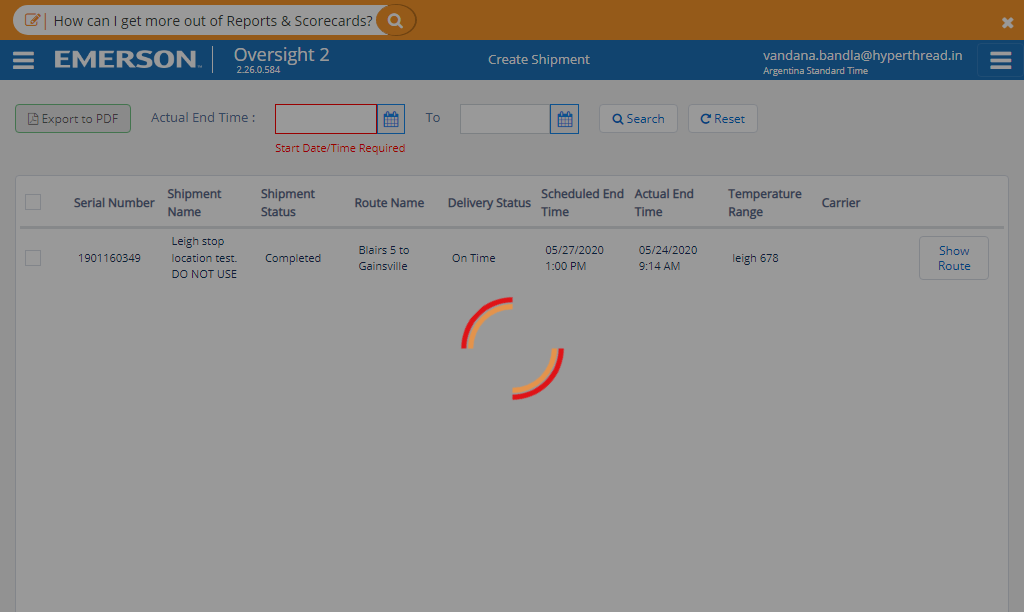 How can I get more out of Reports & Scorecards?
EMERSON™
Oversight 2
2.26.0.584
Create Shipment
vandana.bandla@hyperthread.in
Argentina Standard Time
Export to PDF
Actual End Time :
To
Search
Reset
Start Date/Time Required
Serial Number
Shipment
Name
Shipment
Status
Route Name
Delivery Status
Scheduled End
Time
Actual End
Time
Temperature
Range
Carrier
1901160349
Leigh stop
location test.
DO NOT USE
Completed
Blairs 5 to
Gainsville
On Time
05/27/2020
1:00 PM
05/24/2020
9:14 AM
leigh 678
Show
Route